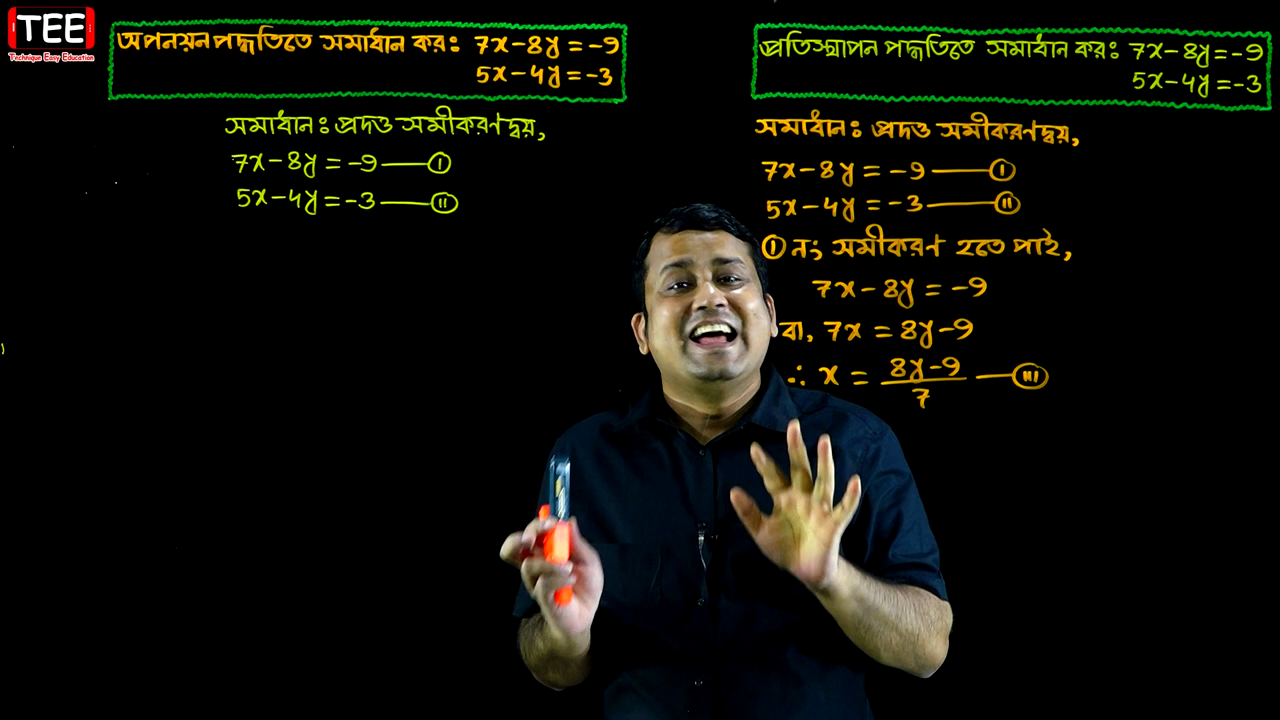 TEE
Technique Easy Education
অপনয়ন পদ্ধতিতে সমাধান কর: 7x-8y=-9
5x-4y=-3
সমাধান: প্রদত্ত সমীকরণদ্বয়,
7x-8y=-9 —— (I)
5x-4y=-3 —— (II)
প্রতিস্থাপন পদ্ধতিতে সমাধান কর: 7x-8y=-9
5x-4y=-3
সমাধান: প্রদত্ত সমীকরণদ্বয়,
7x-8y=-9 —— (I)
5x-4y=-3 —— (II)
(I) নং সমীকরণ হতে পাই,
7x-8y=-9
বা, 7x=8y-9
∴ x = (8y-9)/7 —— (III)